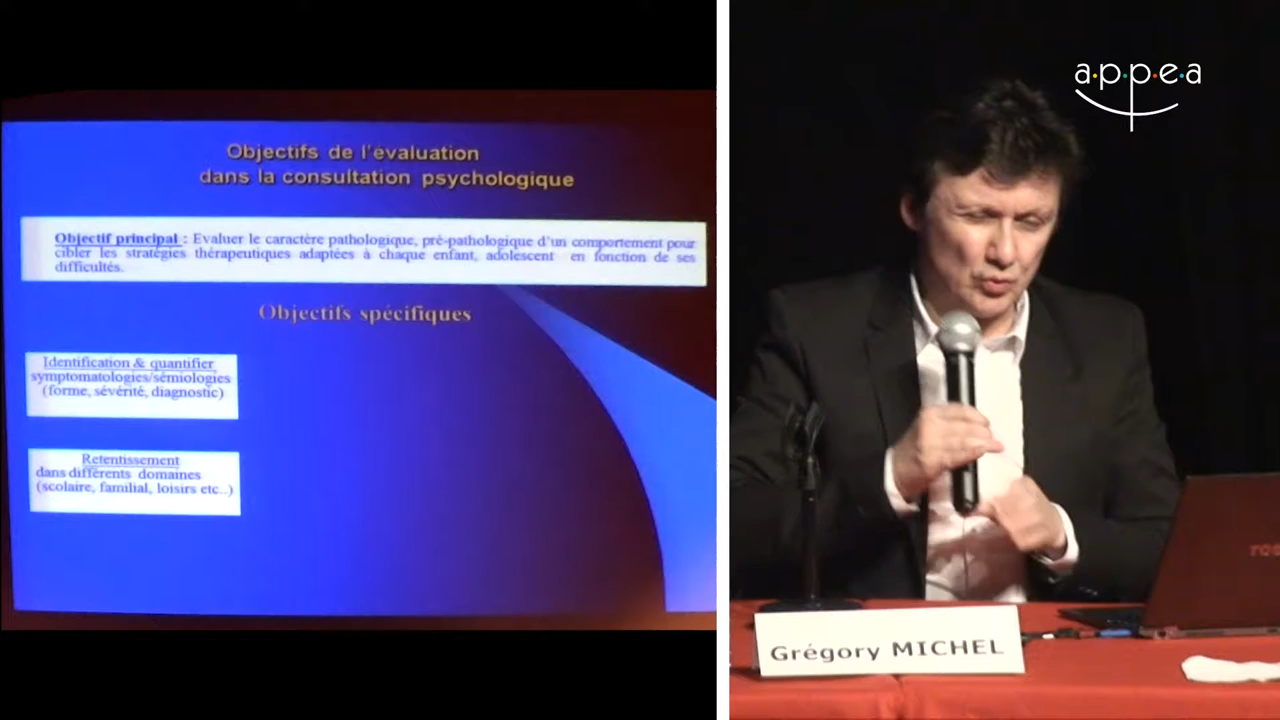 Objectifs de l'évaluation
dans la consultation psychologique
Objectif principal : Evaluer le caractère pathologique, pré-pathologique d'un comportement pour
cibler les stratégies thérapeutiques adaptées à chaque enfant, adolescent en fonction de ses
difficultés.
Objectifs spécifiques
Identification & quantifier
symptomatologies/sémiologies
(forme, sévérité, diagnostic)
Retentissement
dans différents domaines
(scolaire, familial, loisirs etc..)
a·p·p·e·a
Grégory MICHEL